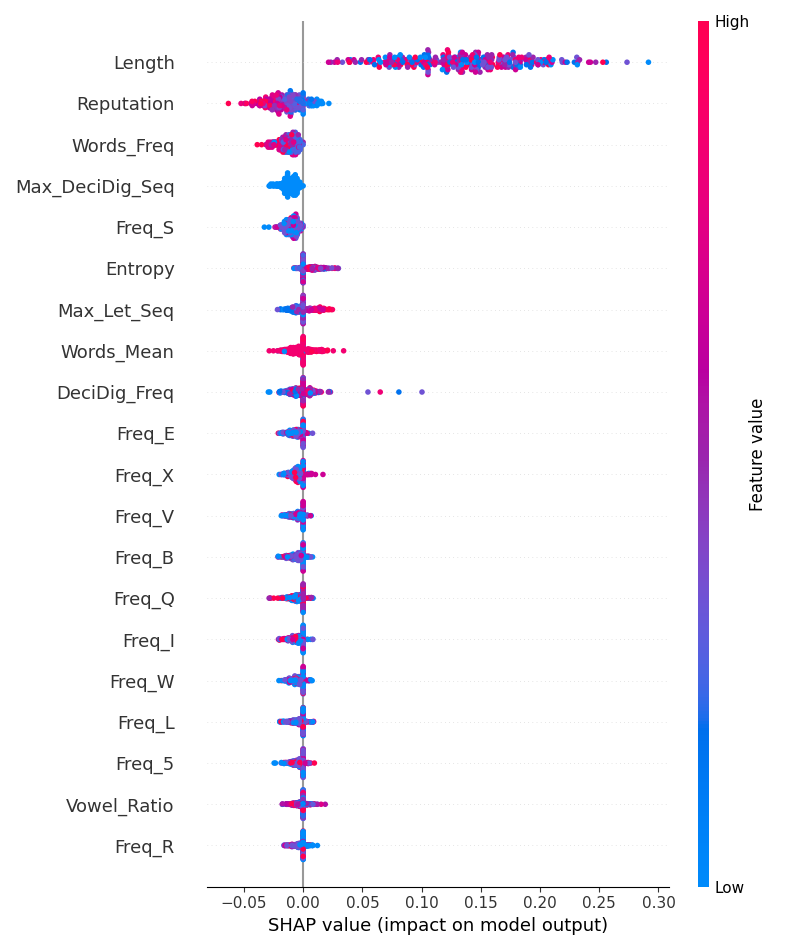 High
Length
Reputation
Words_Freq
Max_DeciDig_Seq
Freq_S
Entropy
Max_Let_Seq
Words_Mean
DeciDig_Freq
Freq_E
Freq_X
Freq_V
Freq_B
Freq_Q
Freq_I
Freq_W
Freq_L
Freq_5
Vowel_Ratio
Freq_R
Feature value
Low
−0.05 0.00 0.05 0.10 0.15 0.20 0.25 0.30
SHAP value (impact on model output)